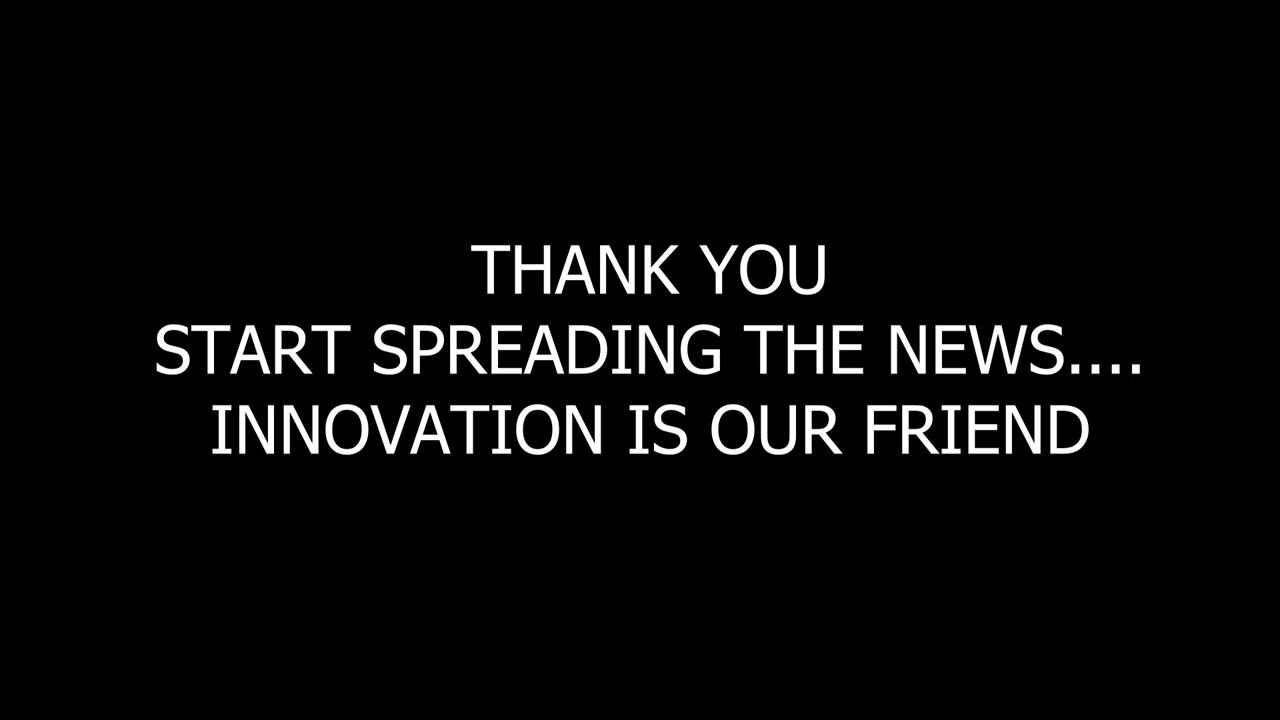 THANK YOU
START SPREADING THE NEWS....
INNOVATION IS OUR FRIEND